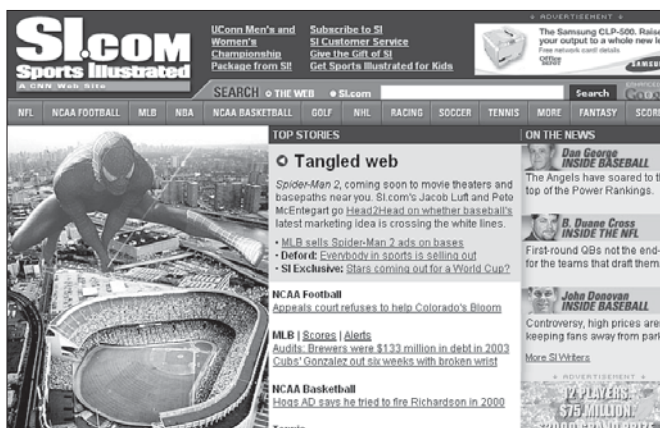 SI.COM
Sports Illustrated
A CNN Web Site
UConn Men's and
Women's
Championship
Package from SI!
Subscribe to SI
SI Customer Service
Give the Gift of SI
Get Sports Illustrated for Kids
ADVERTISEMENT
The Samsung CLP-500. Raise
your output to a whole new le
Free network card! details
Office
DEPOT
SAMSU
SEARCH THE WEB SI.com Search
NFL NCAA FOOTBALL MLB NBA NCAA BASKETBALL GOLF NHL RACING SOCCER TENNIS MORE FANTASY SCOR
TOP STORIES
Tangled web
Spider-Man 2, coming soon to movie theaters and
basepaths near you. SI.com's Jacob Luft and Pete
McEntegart go Head2Head on whether baseball's
latest marketing idea is crossing the white lines.
• MLB sells Spider-Man 2 ads on bases
• Deford: Everybody in sports is selling out
• SI Exclusive: Stars coming out for a World Cup?
NCAA Football
Appeals court refuses to help Colorado's Bloom
MLB | Scores | Alerts
Audits: Brewers were $133 million in debt in 2003
Cubs' Gonzalez out six weeks with broken wrist
NCAA Basketball
Hogs AD says he tried to fire Richardson in 2000
ON THE NEWS
Dan George
INSIDE BASEBALL
The Angels have soared to th
top of the Power Rankings.
B. Duane Cross
INSIDE THE NFL
First-round QBs not the end-
for the teams that draft them
John Donovan
INSIDE BASEBALL
Controversy, high prices are
keeping fans away from park
More SI Writers
ADVERTISEMENT
12 PLAYERS.
$75 MILLION.